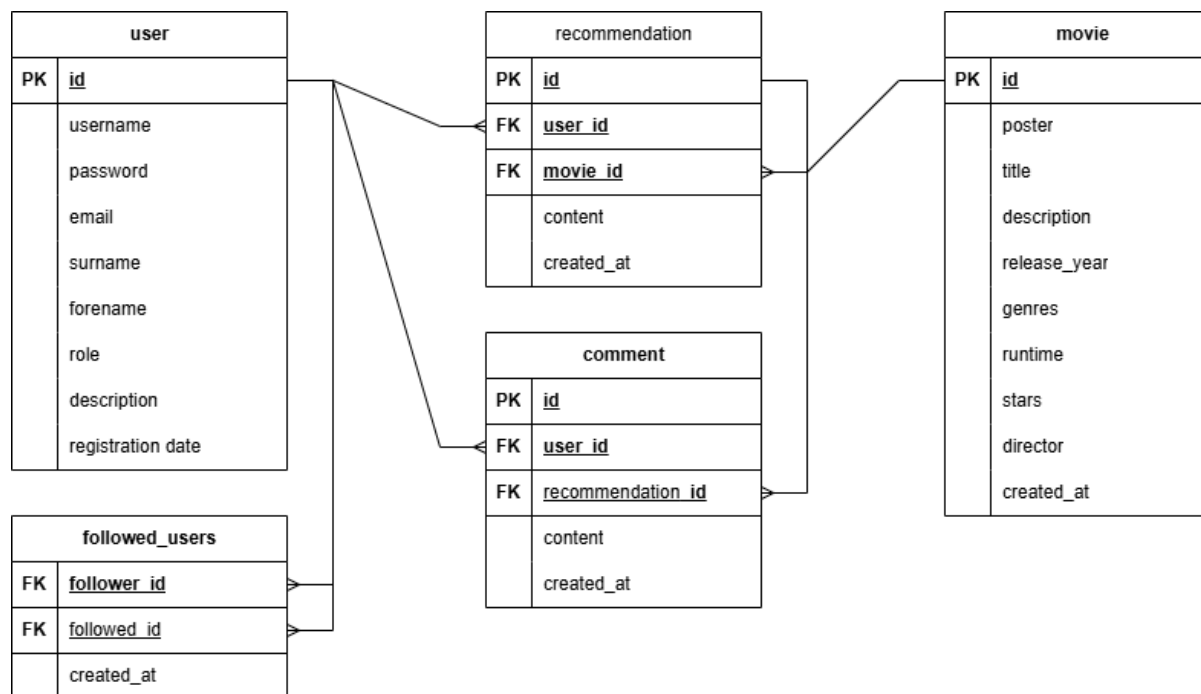 user
PK id
username
password
email
surname
forename
role
description
registration date
followed_users
FK follower_id
FK followed_id
created_at
recommendation
PK id
FK user_id
FK movie_id
content
created_at
comment
PK id
FK user_id
FK recommendation_id
content
created_at
movie
PK id
poster
title
description
release_year
genres
runtime
stars
director
created_at